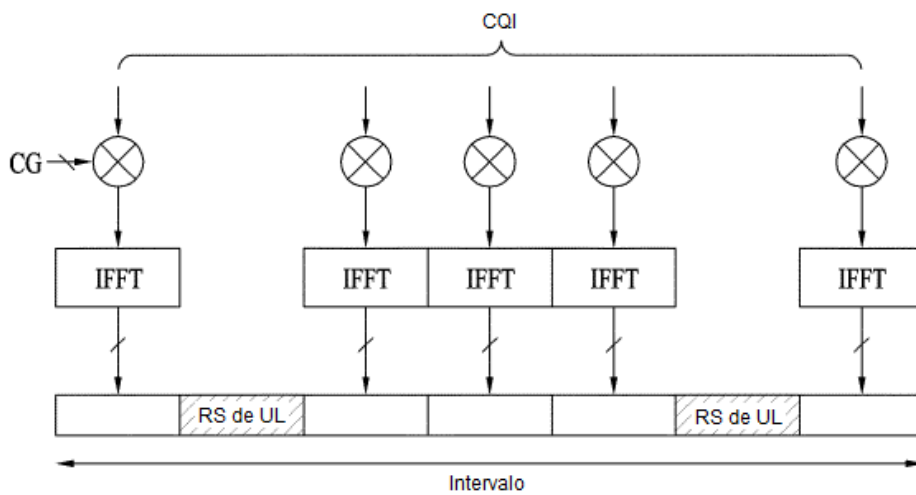 CQI
CG
IFFT IFFT IFFT IFFT IFFT
RS de UL RS de UL
Intervalo